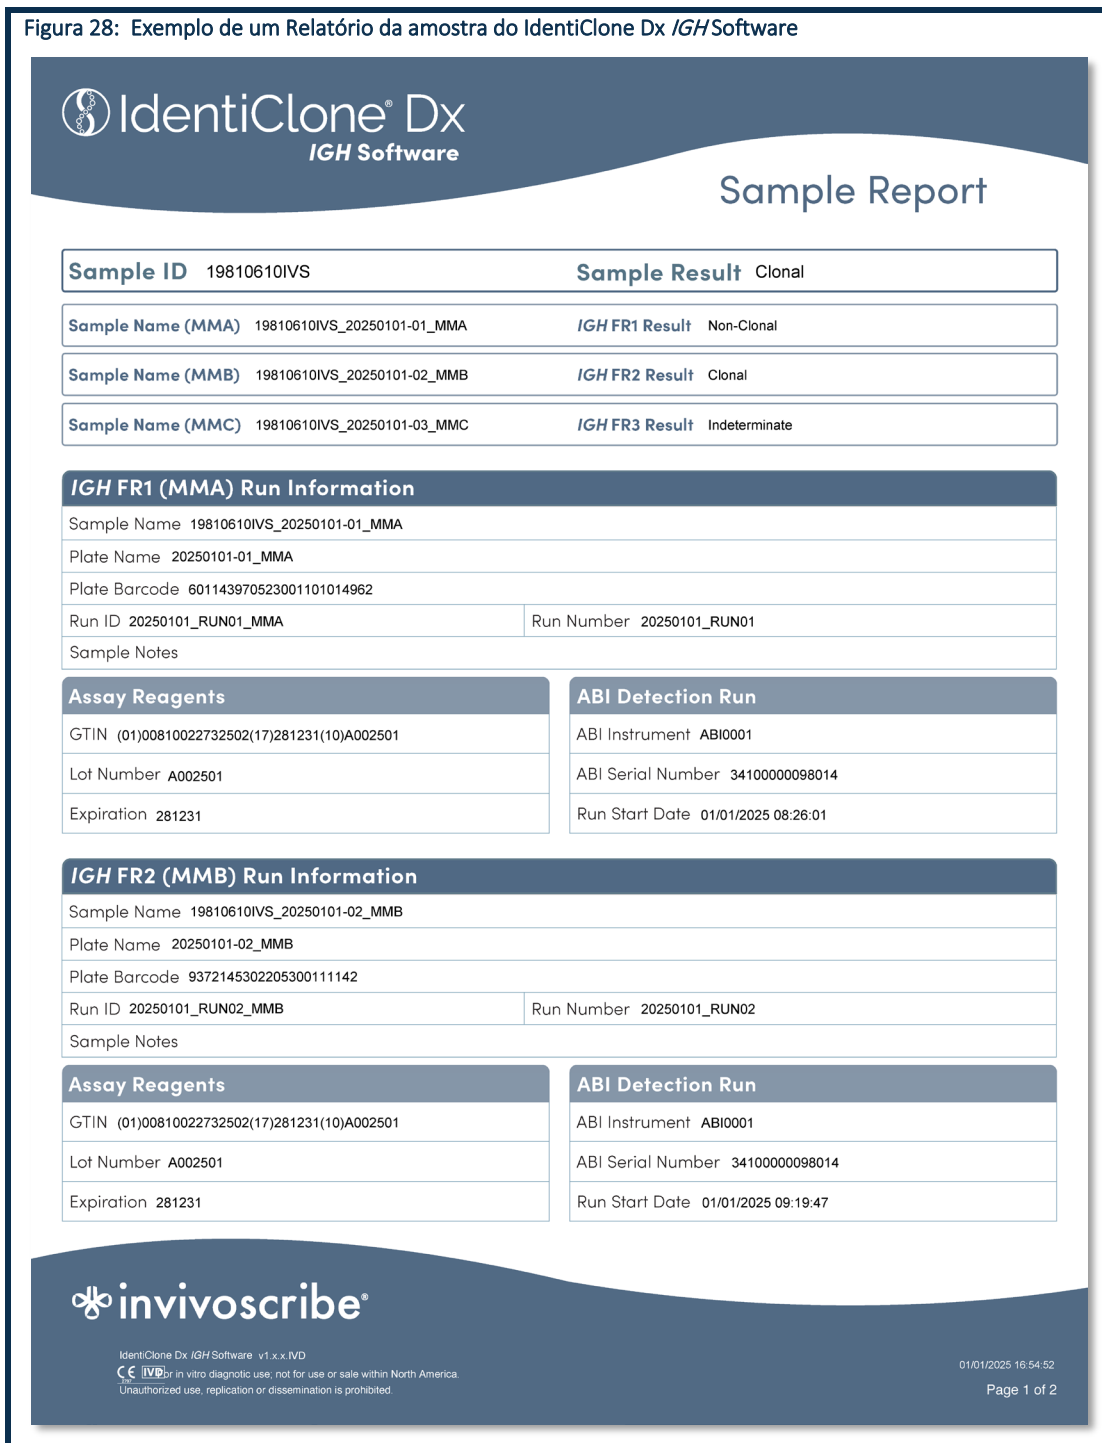 Figura 28: Exemplo de um Relatório da amostra do IdentiClone Dx IGH Software
IdentiClone® Dx
IGH Software
Sample Report
Sample ID 19810610IVS Sample Result Clonal
Sample Name (MMA) 19810610IVS_20250101-01_MMA IGH FR1 Result Non-Clonal
Sample Name (MMB) 19810610IVS_20250101-02_MMB IGH FR2 Result Clonal
Sample Name (MMC) 19810610IVS_20250101-03_MMC IGH FR3 Result Indeterminate
IGH FR1 (MMA) Run Information
Sample Name 19810610IVS_20250101-01_MMA
Plate Name 20250101-01_MMA
Plate Barcode 601143970523001101014962
Run ID 20250101_RUN01_MMA Run Number 20250101_RUN01
Sample Notes
Assay Reagents ABI Detection Run
GTIN (01)00810022732502(17)281231(10)A002501 ABI Instrument ABI0001
Lot Number A002501 ABI Serial Number 34100000098014
Expiration 281231 Run Start Date 01/01/2025 08:26:01
IGH FR2 (MMB) Run Information
Sample Name 19810610IVS_20250101-02_MMB
Plate Name 20250101-02_MMB
Plate Barcode 9372145302205300111142
Run ID 20250101_RUN02_MMB Run Number 20250101_RUN02
Sample Notes
Assay Reagents ABI Detection Run
GTIN (01)00810022732502(17)281231(10)A002501 ABI Instrument ABI0001
Lot Number A002501 ABI Serial Number 34100000098014
Expiration 281231 Run Start Date 01/01/2025 09:19:47
invivoscribe®
IdentiClone Dx IGH Software v1.x.x.IVD
CE IVD or in vitro diagnostic use; not for use or sale within North America.
Unauthorized use, replication or dissemination is prohibited.
01/01/2025 16:54:52
Page 1 of 2